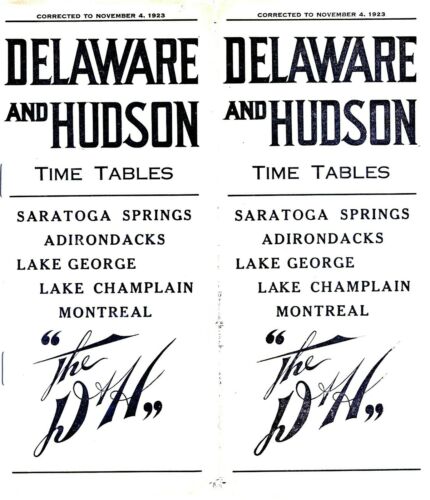 CORRECTED TO NOVEMBER 4, 1923
DELAWARE
AND HUDSON
TIME TABLES
SARATOGA SPRINGS
ADIRONDACKS
LAKE GEORGE
LAKE CHAMPLAIN
MONTREAL
"The
D&H"
CORRECTED TO NOVEMBER 4, 1923
DELAWARE
AND HUDSON
TIME TABLES
SARATOGA SPRINGS
ADIRONDACKS
LAKE GEORGE
LAKE CHAMPLAIN
MONTREAL
"The
D&H"